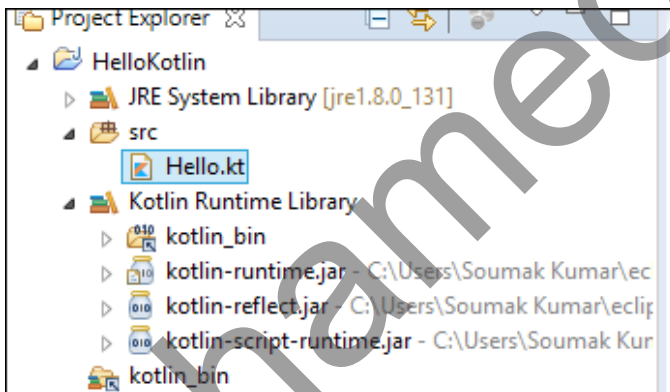 Project Explorer
HelloKotlin
JRE System Library [jre1.8.0_131]
src
Hello.kt
Kotlin Runtime Library
kotlin_bin
kotlin-runtime.jar - C:\Users\Soumak Kumar\ec
kotlin-reflect.jar - C:\Users\Soumak Kumar\eclip
kotlin-script-runtime.jar - C:\Users\Soumak Kur
kotlin_bin